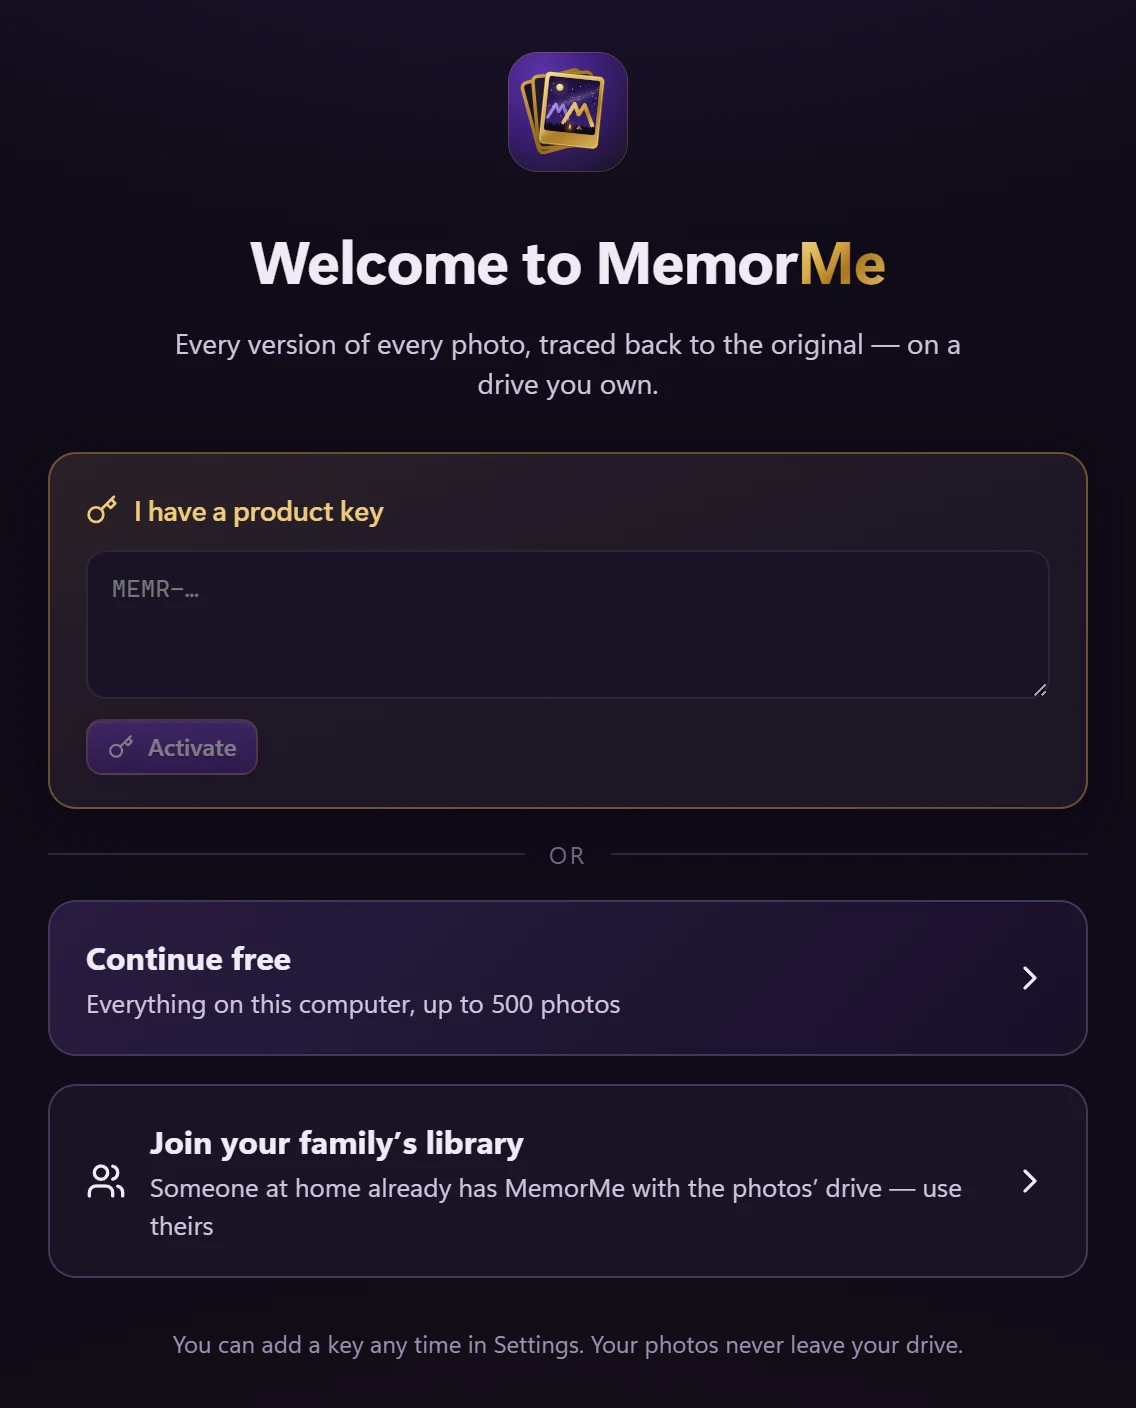 Welcome to MemorMe
Every version of every photo, traced back to the original — on a
drive you own.
I have a product key
MEMR-…
Activate
OR
Continue free
Everything on this computer, up to 500 photos
Join your family’s library
Someone at home already has MemorMe with the photos’ drive — use
theirs
You can add a key any time in Settings. Your photos never leave your drive.